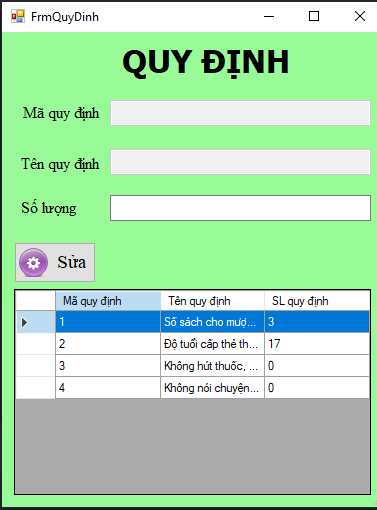 FrmQuyDinh
QUY ĐỊNH
Mã quy định
Tên quy định
Số lượng
Sửa
Mã quy định Tên quy định SL quy định
1 Số sách cho mượ... 3
2 Độ tuổi cấp thẻ th... 17
3 Không hút thuốc, ... 0
4 Không nói chuyện... 0